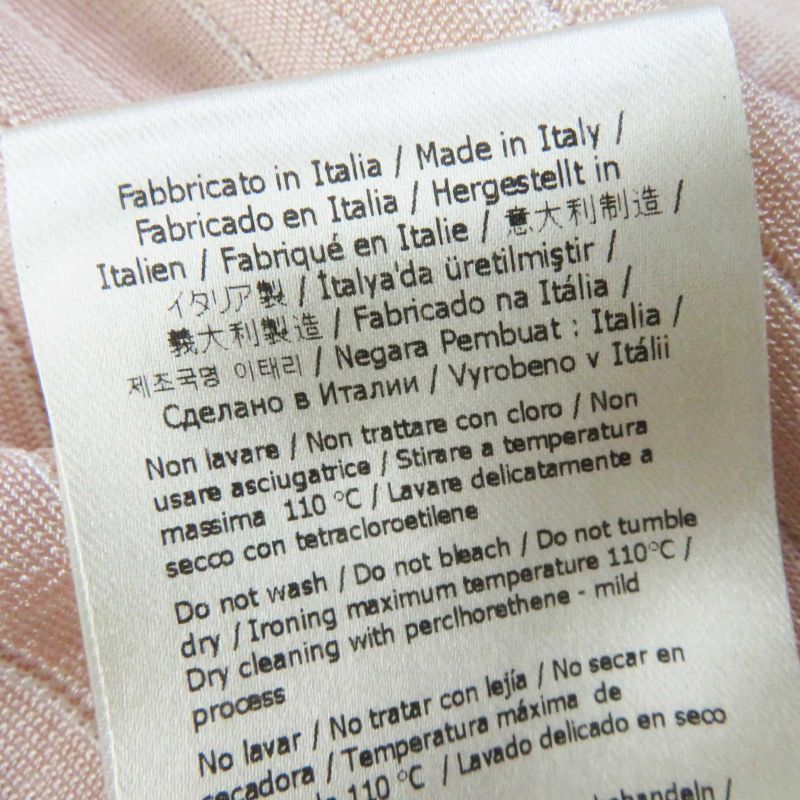 Fabbricato in Italia / Made in Italy /
Fabricado en Italia / Hergestellt in
Italien / Fabriqué en Italie / 意大利制造 /
イタリア製 / İtalya'da üretilmiştir /
義大利製造 / Fabricado na Itália /
제조국명 이태리 / Negara Pembuat : Italia /
Сделано в Италии / Vyrobeno v Itálii
Non lavare / Non trattare con cloro / Non
usare asciugatrice / Stirare a temperatura
massima 110 °C / Lavare delicatamente a
secco con tetracloroetilene
Do not wash / Do not bleach / Do not tumble
dry / Ironing maximum temperature 110°C /
Dry cleaning with perclhorethene - mild
process
No lavar / No tratar con lejía / No secar en
secadora / Temperatura máxima de
110 °C / Lavado delicado en seco